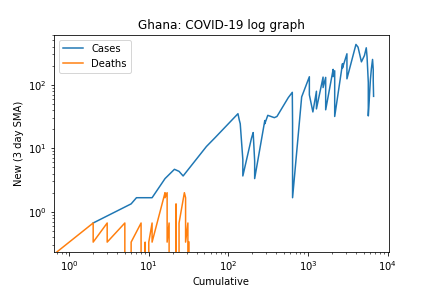 Ghana: COVID-19 log graph
Cases
Deaths
New (3 day SMA)
10²
10¹
10⁰
10⁰ 10¹ 10² 10³ 10⁴
Cumulative